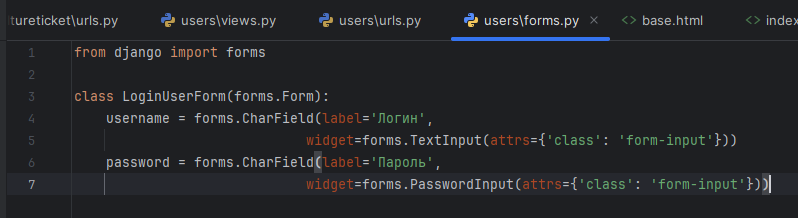 tureticket\urls.py users\views.py users\urls.py users\forms.py base.html index
1 from django import forms
2
3 class LoginUserForm(forms.Form):
4 username = forms.CharField(label='Логин',
5 widget=forms.TextInput(attrs={'class': 'form-input'}))
6 password = forms.CharField(label='Пароль',
7 widget=forms.PasswordInput(attrs={'class': 'form-input'}))